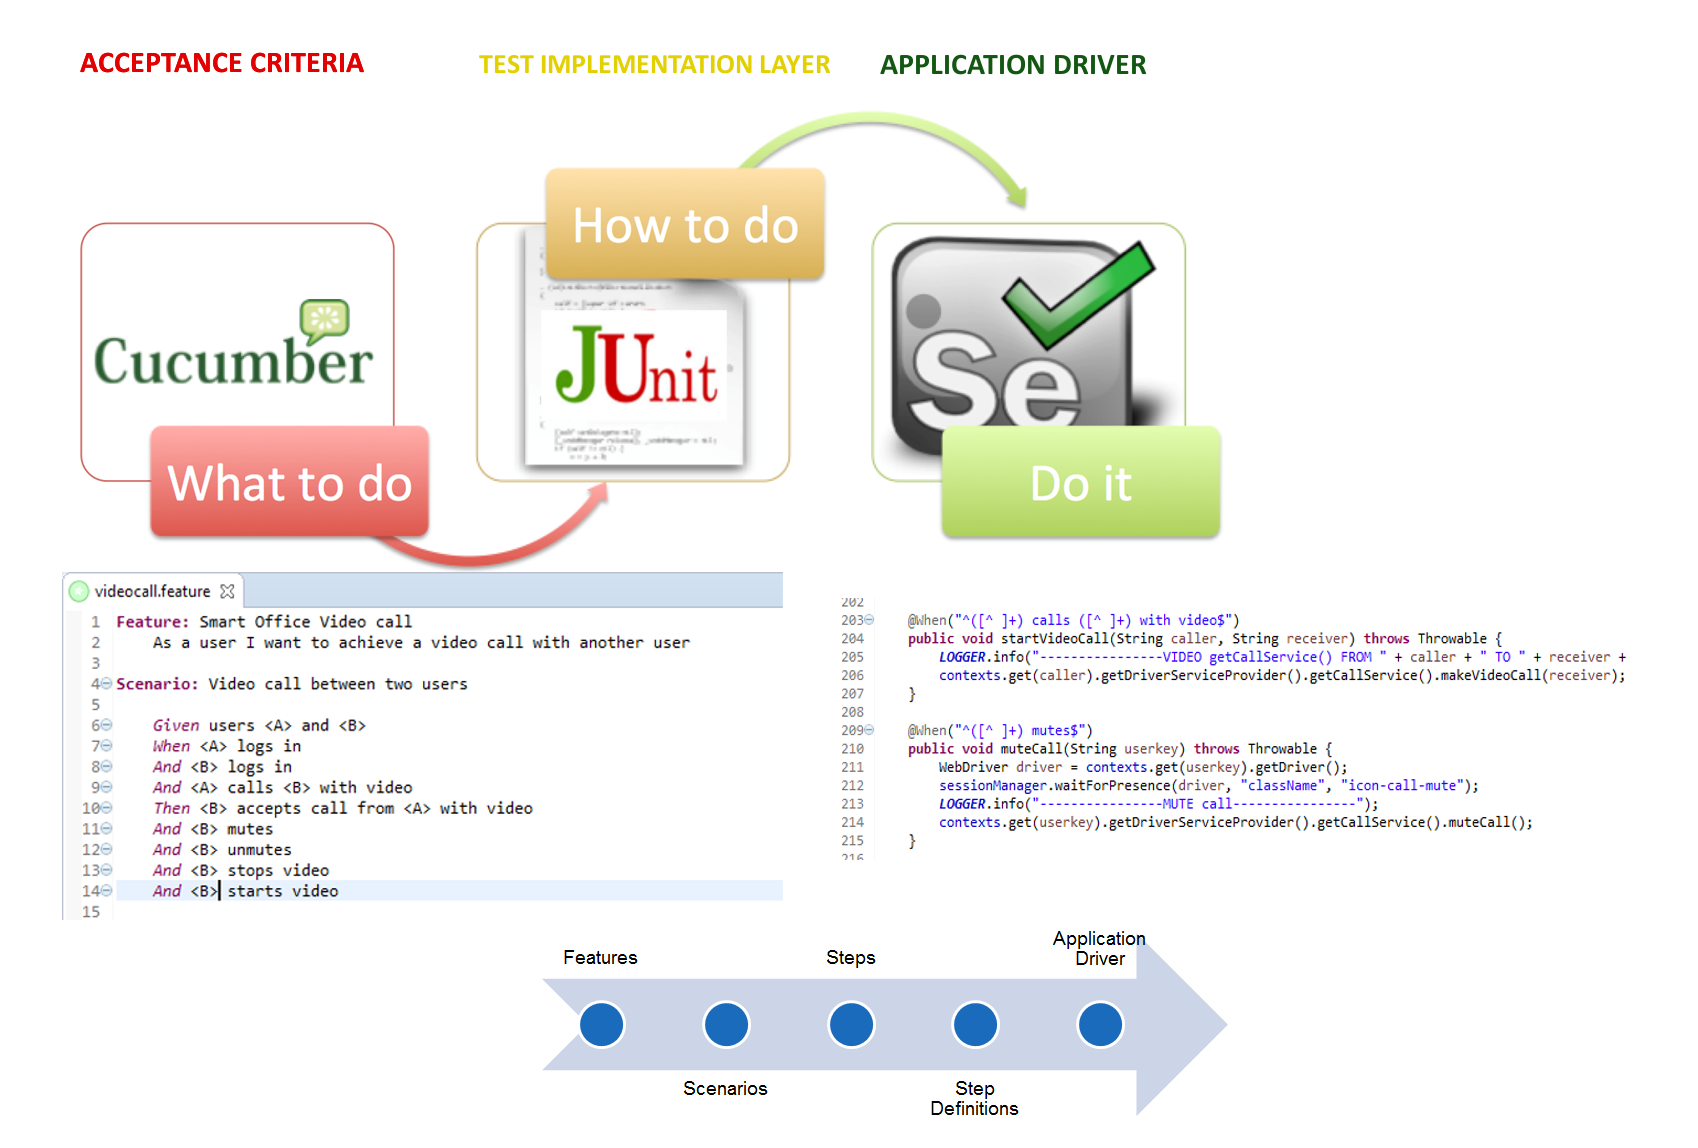 ACCEPTANCE CRITERIA
TEST IMPLEMENTATION LAYER
APPLICATION DRIVER
How to do
Cucumber
JUnit
Se
What to do
Do it
videocall.feature
1 Feature: Smart Office Video call
2 As a user I want to achieve a video call with another user
3
4 Scenario: Video call between two users
5
6 Given users <A> and <B>
7 When <A> logs in
8 And <B> logs in
9 And <A> calls <B> with video
10 Then <B> accepts call from <A> with video
11 And <B> mutes
12 And <B> unmutes
13 And <B> stops video
14 And <B> starts video
15
202
203 @When("^([^ ]+) calls ([^ ]+) with video$")
204 public void startVideoCall(String caller, String receiver) throws Throwable {
205 LOGGER.info("----------------VIDEO getCallService() FROM " + caller + " TO " + receiver +
206 contexts.get(caller).getDriverServiceProvider().getCallService().makeVideoCall(receiver);
207 }
208
209 @When("^([^ ]+) mutes$")
210 public void muteCall(String userkey) throws Throwable {
211 WebDriver driver = contexts.get(userkey).getDriver();
212 sessionManager.waitForPresence(driver, "className", "icon-call-mute");
213 LOGGER.info("----------------MUTE call----------------");
214 contexts.get(userkey).getDriverServiceProvider().getCallService().muteCall();
215 }
216
Features
Scenarios
Steps
Step
Definitions
Application
Driver